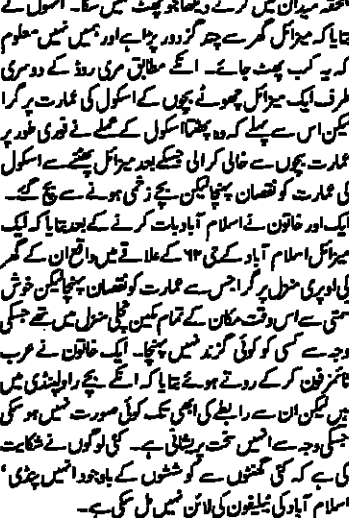 ملحقہ میدان میں گرتے دیکھا جو پھٹ نہیں سکا۔ انہوں نے
بتایا کہ میزائل گھر سے چند گز دور پڑا ہے اور ہمیں نہیں معلوم
کہ یہ کب پھٹ جائے۔ انکے مطابق مری روڈ کے دوسری
طرف ایک میزائل چھوٹے بچوں کے اسکول کی عمارت پر گرا
لیکن اس سے پہلے کہ وہ پھٹتا اسکول کے عملے نے فوری طور پر
عمارت بچوں سے خالی کرالی جسکے بعد میزائل پھٹنے سے اسکول
کی عمارت کو نقصان پہنچا لیکن بچے زخمی ہونے سے بچ گئے۔
ایک اور خاتون نے اسلام آباد بات کرنے کے بعد بتایا کہ ایک
میزائل اسلام آباد کے جی ۶۲ کے علاقے میں واقع ان کے گھر
کی اوپری منزل پر گرا جس سے عمارت کو نقصان پہنچا لیکن خوش
قسمتی سے اس وقت مکان کے تمام مکین نچلی منزل میں تھے جسکی
وجہ سے کسی کو کوئی گزند نہیں پہنچا۔ ایک خاتون نے عرب
ٹائمز فون کر کے روتے ہوئے بتایا کہ انکے بچے راولپنڈی میں
ہیں لیکن ان سے رابطے کی ابھی تک کوئی صورت نہیں ہو سکی
جسکی وجہ سے انہیں سخت پریشانی ہے۔ کئی لوگوں نے شکایت
کی ہے کہ کئی گھنٹوں سے کوششوں کے باوجود انہیں پنڈی ‘
اسلام آباد کی ٹیلیفون کی لائن نہیں مل سکی ہے۔